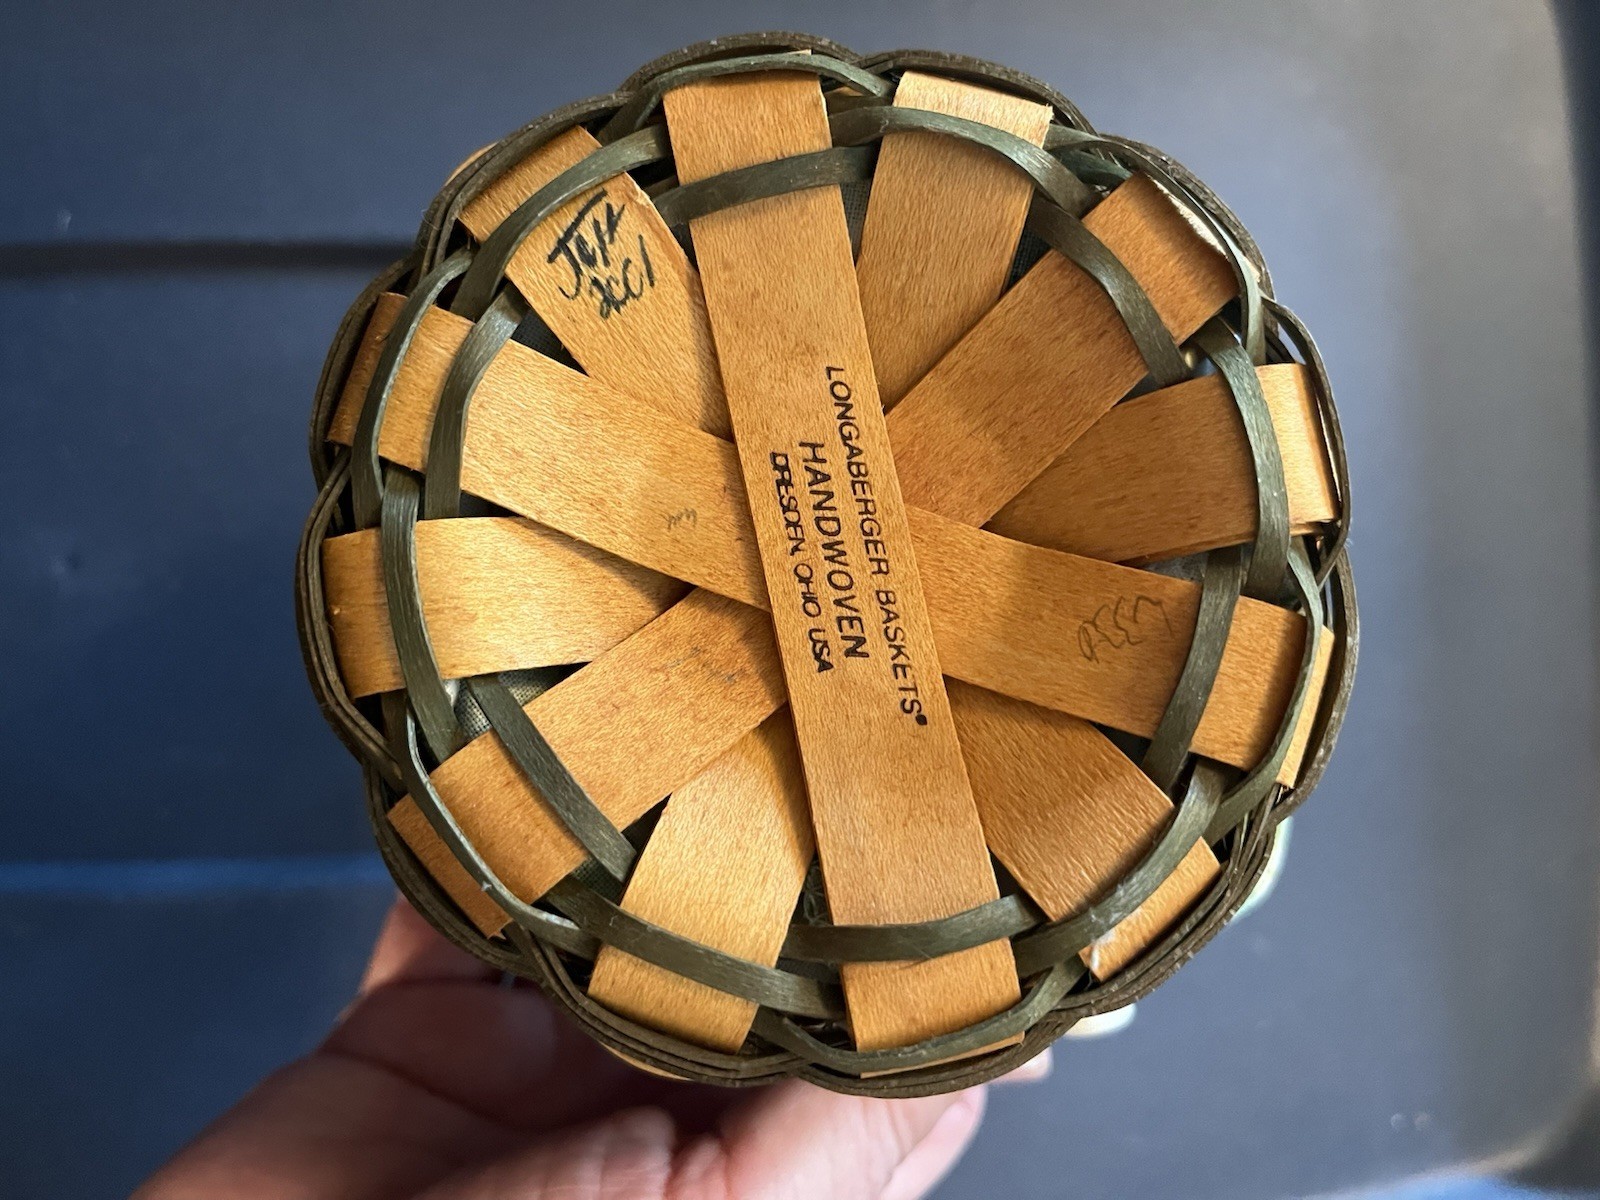 LONGABERGER BASKETS®
HANDWOVEN
DRESDEN, OHIO USA
2001